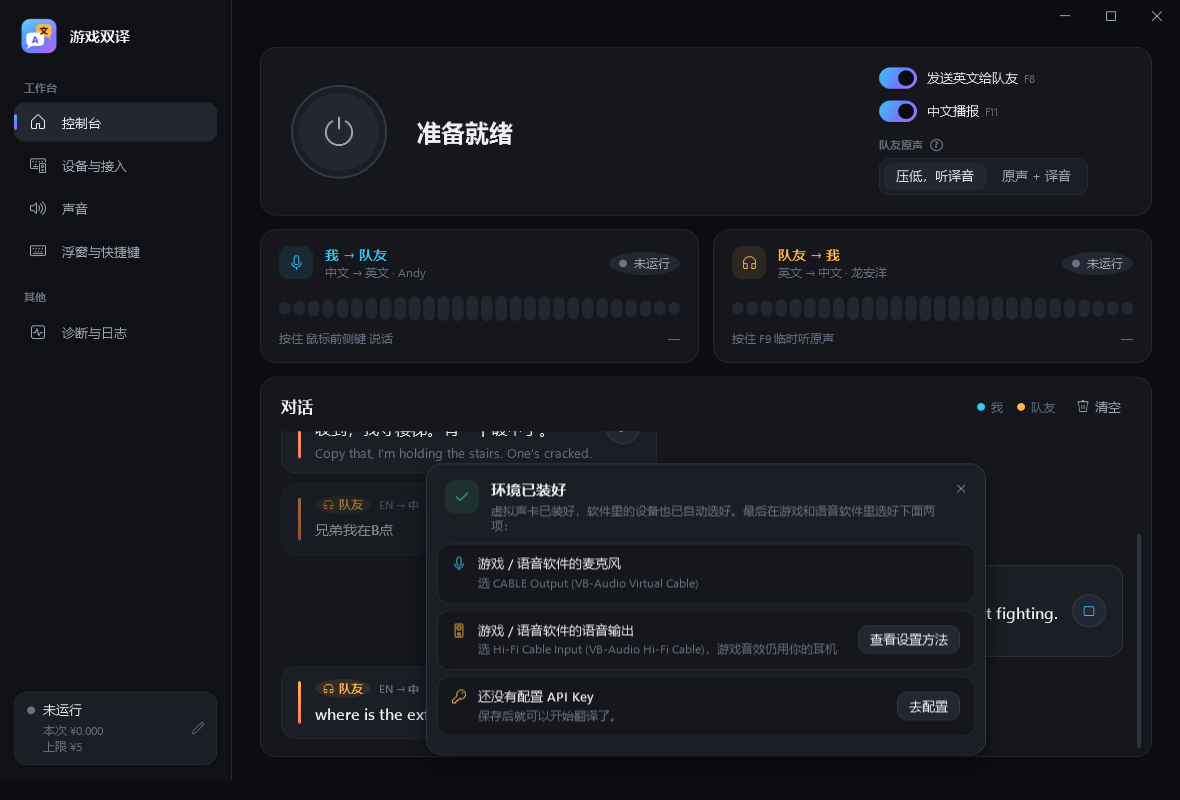 游戏双译
工作台
控制台
设备与接入
声音
浮窗与快捷键
其他
诊断与日志
未运行
本次 ¥0.000
上限 ¥5
准备就绪
发送英文给队友 F8
中文播报 F11
队友原声 ?
压低，听译音
原声 + 译音
我 → 队友
中文 → 英文 · Andy
未运行
按住 鼠标前侧键 说话
—
队友 → 我
英文 → 中文 · 龙安洋
未运行
按住 F9 临时听原声
—
对话
我
队友
清空
Copy that, I'm holding the stairs. One's cracked.
队友 EN → 中
兄弟我在B点
t fighting.
队友 EN → 中
where is the ex
环境已装好
虚拟声卡已装好，软件里的设备也已自动选好。最后在游戏和语音软件里选好下面两
项：
游戏 / 语音软件的麦克风
选 CABLE Output (VB-Audio Virtual Cable)
游戏 / 语音软件的语音输出
选 Hi-Fi Cable Input (VB-Audio Hi-Fi Cable)，游戏音效仍用你的耳机
查看设置方法
还没有配置 API Key
保存后就可以开始翻译了。
去配置